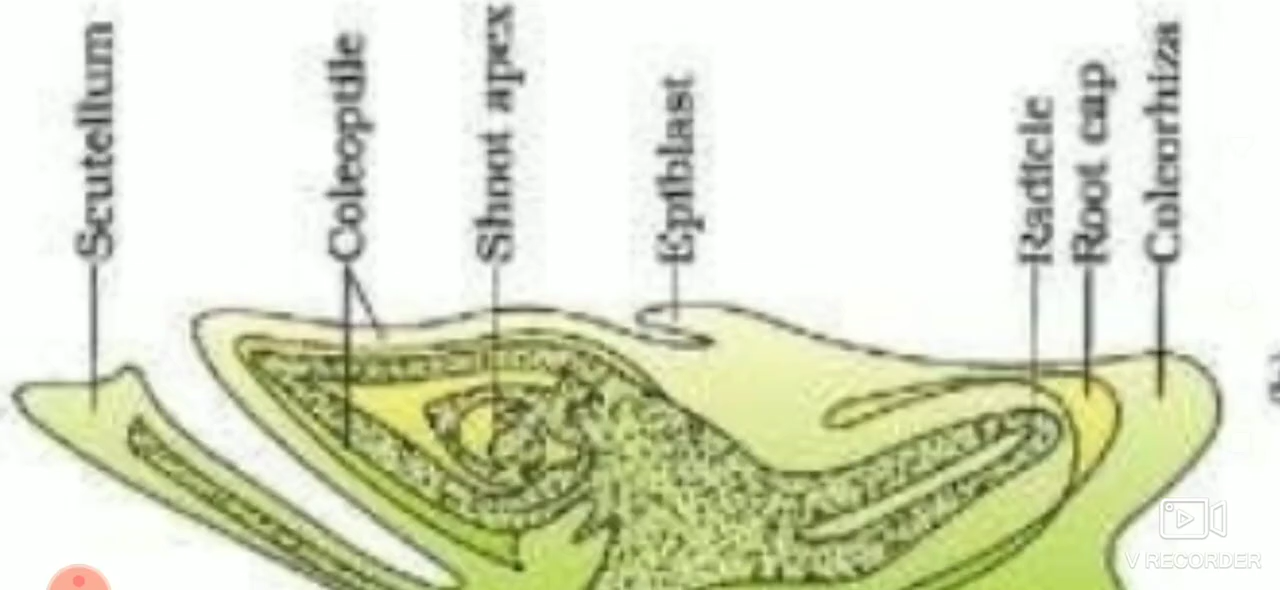 Scutellum
Coleoptile
Shoot apex
Epiblast
Radicle
Root cap
Coleorhiza
V RECORDER